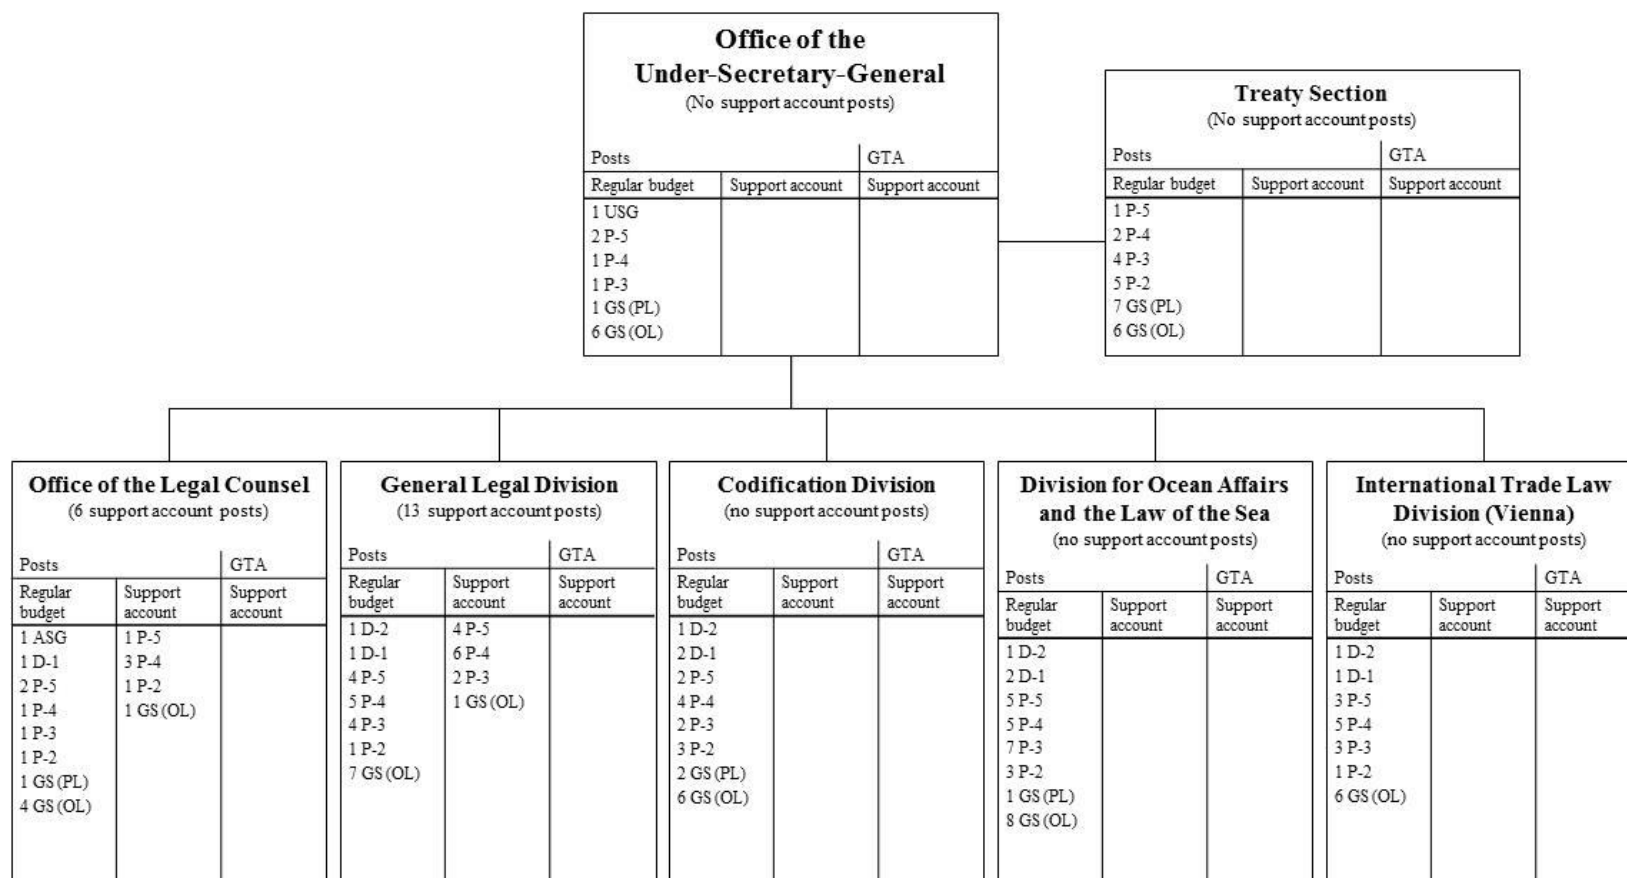 Office of the
Under-Secretary-General
(No support account posts)
Posts GTA
Regular budget Support account Support account
1 USG
2 P-5
1 P-4
1 P-3
1 GS (PL)
6 GS (OL)
Treaty Section
(No support account posts)
Posts GTA
Regular budget Support account Support account
1 P-5
2 P-4
4 P-3
5 P-2
7 GS (PL)
6 GS (OL)
Office of the Legal Counsel
(6 support account posts)
Posts GTA
Regular Support Support
budget account account
1 ASG 1 P-5
1 D-1 3 P-4
2 P-5 1 P-2
1 P-4 1 GS (OL)
1 P-3
1 P-2
1 GS (PL)
4 GS (OL)
General Legal Division
(13 support account posts)
Posts GTA
Regular Support Support
budget account account
1 D-2 4 P-5
1 D-1 6 P-4
4 P-5 2 P-3
5 P-4 1 GS (OL)
4 P-3
1 P-2
7 GS (OL)
Codification Division
(no support account posts)
Posts GTA
Regular Support Support
budget account account
1 D-2
2 D-1
2 P-5
4 P-4
2 P-3
3 P-2
2 GS (PL)
6 GS (OL)
Division for Ocean Affairs
and the Law of the Sea
(no support account posts)
Posts GTA
Regular Support Support
budget account account
1 D-2
2 D-1
5 P-5
5 P-4
7 P-3
3 P-2
1 GS (PL)
8 GS (OL)
International Trade Law
Division (Vienna)
(no support account posts)
Posts GTA
Regular Support Support
budget account account
1 D-2
1 D-1
3 P-5
5 P-4
3 P-3
1 P-2
6 GS (OL)